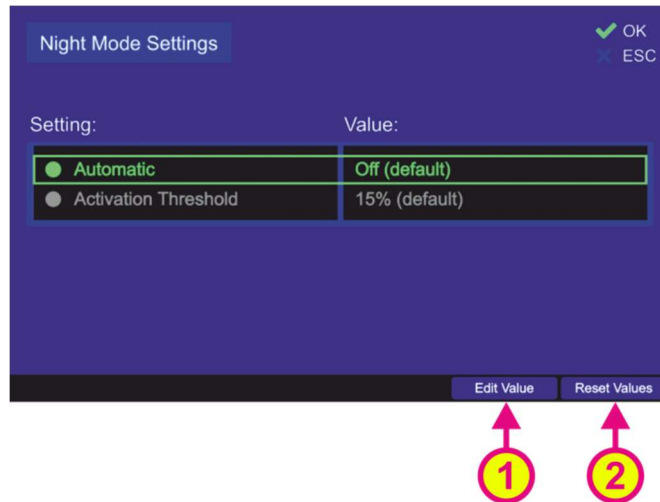 Night Mode Settings
OK
ESC
Setting: Value:
Automatic Off (default)
Activation Threshold 15% (default)
Edit Value Reset Values
1 2